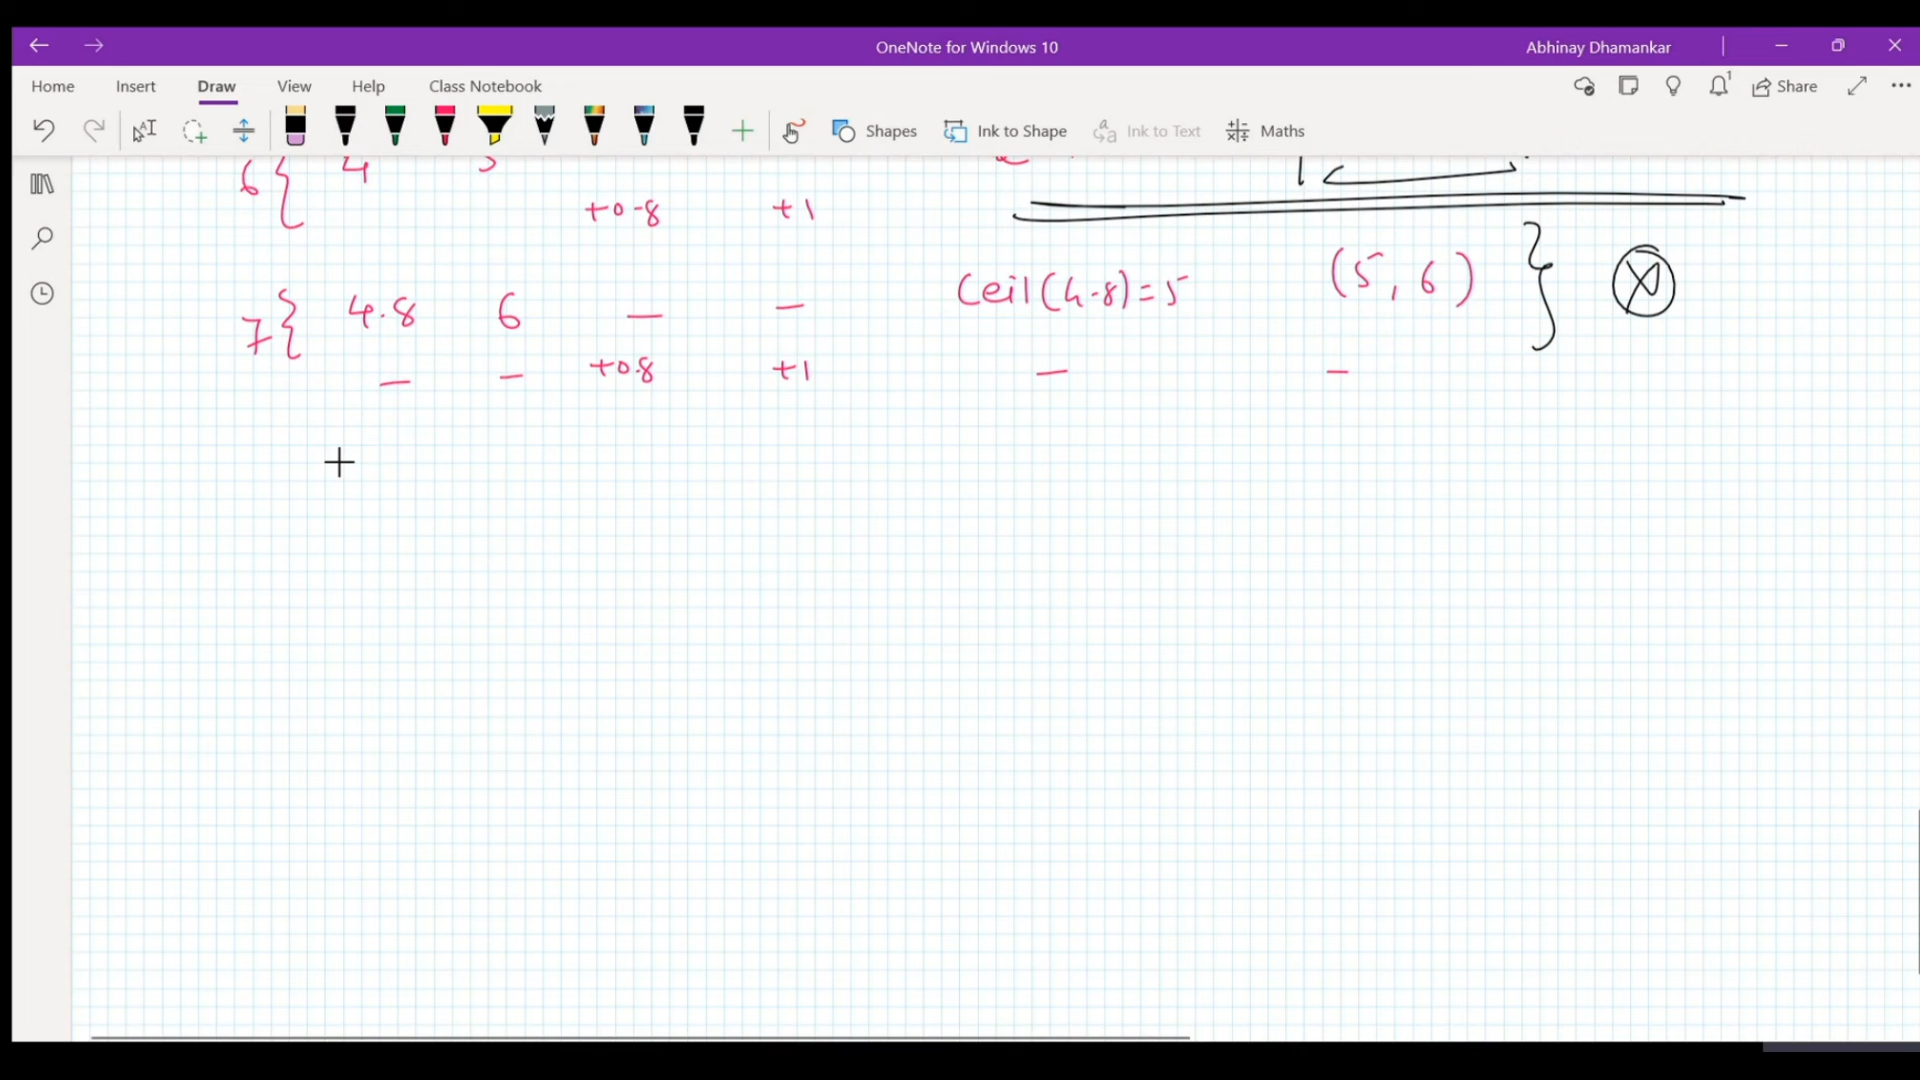 OneNote for Windows 10
Abhinay Dhamankar
Home Insert Draw View Help Class Notebook
1 Share
Shapes Ink to Shape Ink to Text Maths
6 { 4
+0.8 +1
7 { 4.8 6 — — Ceil(4.8)=5 (5, 6) }
— — +0.8 +1 — —